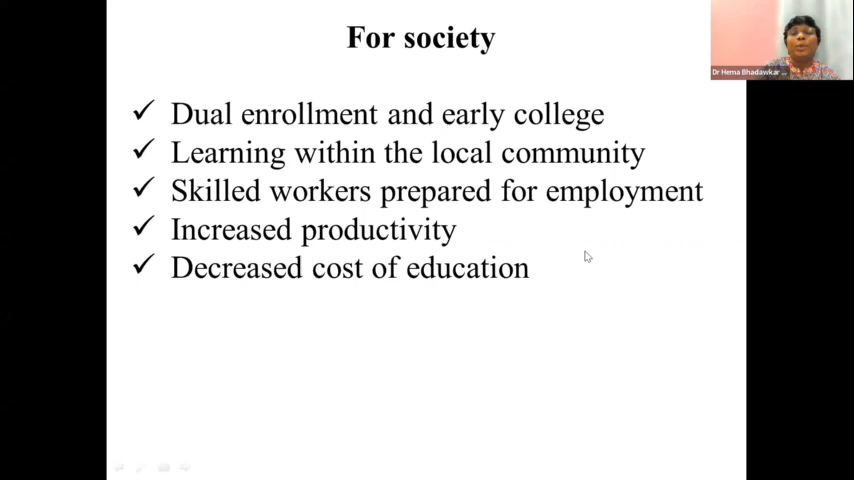 For society
Dr Hema Bhadawkar ...
✓ Dual enrollment and early college
✓ Learning within the local community
✓ Skilled workers prepared for employment
✓ Increased productivity
✓ Decreased cost of education